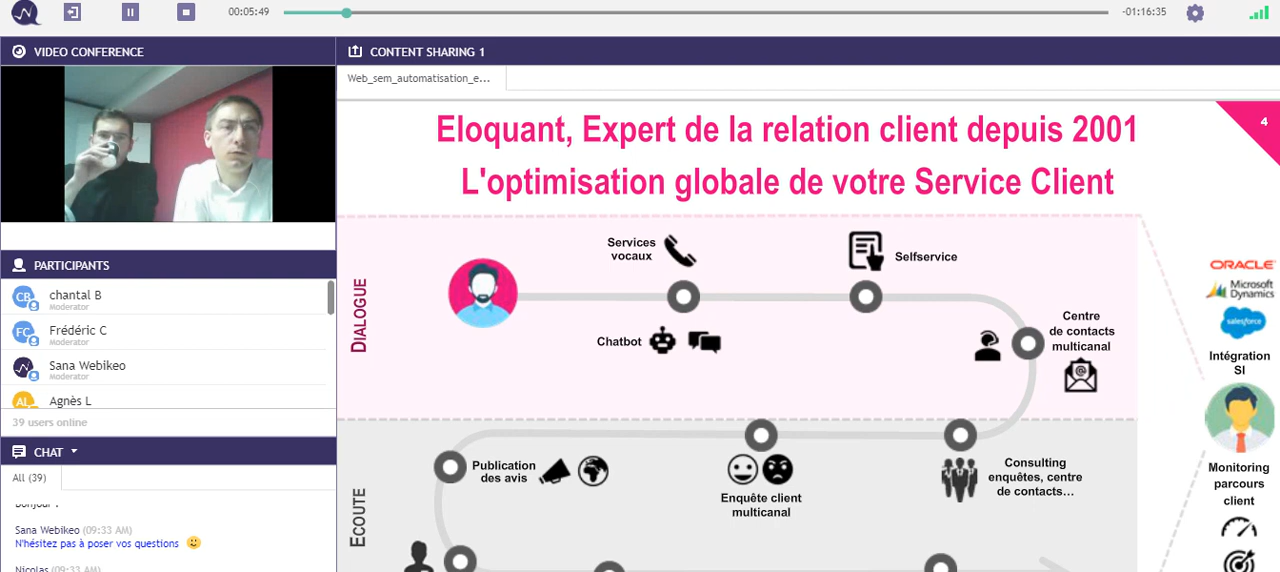 00:05:49
-01:16:35
VIDEO CONFERENCE
CONTENT SHARING 1
Web_sem_automatisation_e...
Eloquant, Expert de la relation client depuis 2001
4
L'optimisation globale de votre Service Client
PARTICIPANTS
CB
chantal B
Moderator
FC
Frédéric C
Moderator
Sana Webikeo
Moderator
AL
Agnès L
39 users online
CHAT
All (39)
Bonjour !
Sana Webikeo (09:33 AM)
N'hésitez pas à poser vos questions
Nicolas (09:33 AM)
DIALOGUE
Services
vocaux
Selfservice
Chatbot
Centre
de contacts
multicanal
ECOUTE
Publication
des avis
Enquête client
multicanal
Consulting
enquêtes, centre
de contacts...
ORACLE
Microsoft
Dynamics
salesforce
Intégration
SI
Monitoring
parcours
client